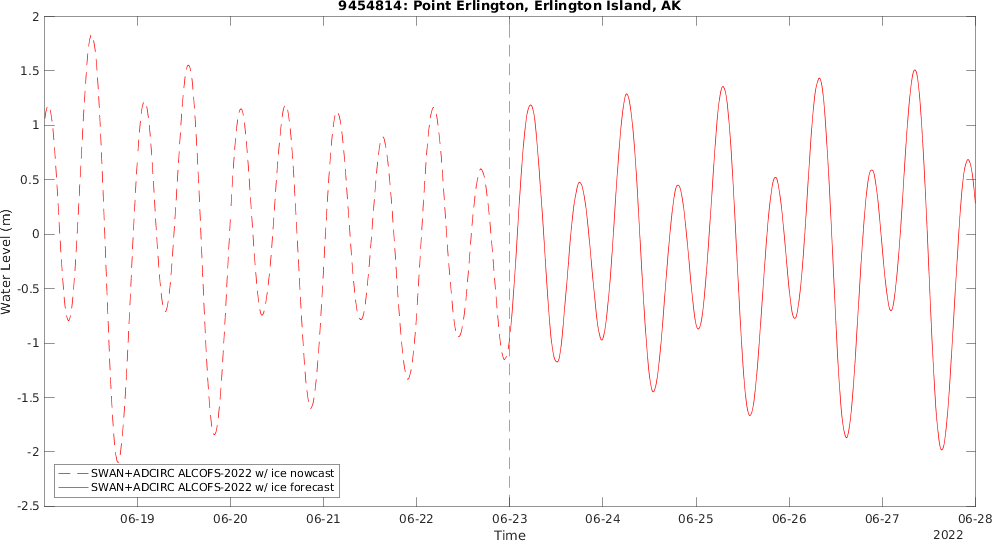 9454814: Point Erlington, Erlington Island, AK
2
1.5
1
0.5
0
-0.5
-1
-1.5
-2
-2.5
Water Level (m)
SWAN+ADCIRC ALCOFS-2022 w/ ice nowcast
SWAN+ADCIRC ALCOFS-2022 w/ ice forecast
06-19 06-20 06-21 06-22 06-23 06-24 06-25 06-26 06-27 06-28
Time
2022